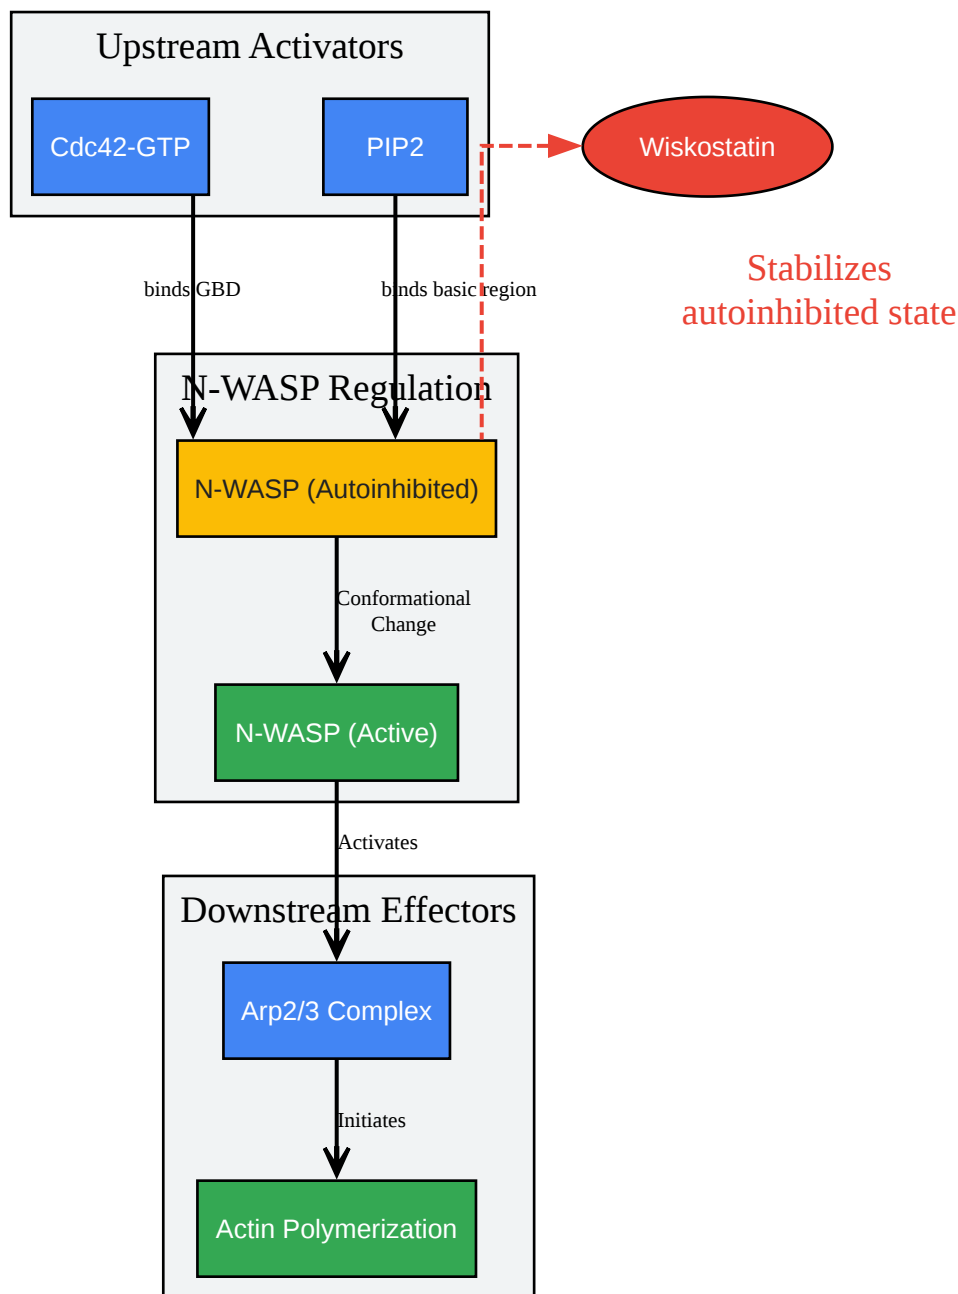 Upstream Activators
Cdc42-GTP
PIP2
Wiskostatin
Stabilizes
autoinhibited state
binds GBD
binds basic region
N-WASP Regulation
N-WASP (Autoinhibited)
Conformational
Change
N-WASP (Active)
Activates
Downstream Effectors
Arp2/3 Complex
Initiates
Actin Polymerization